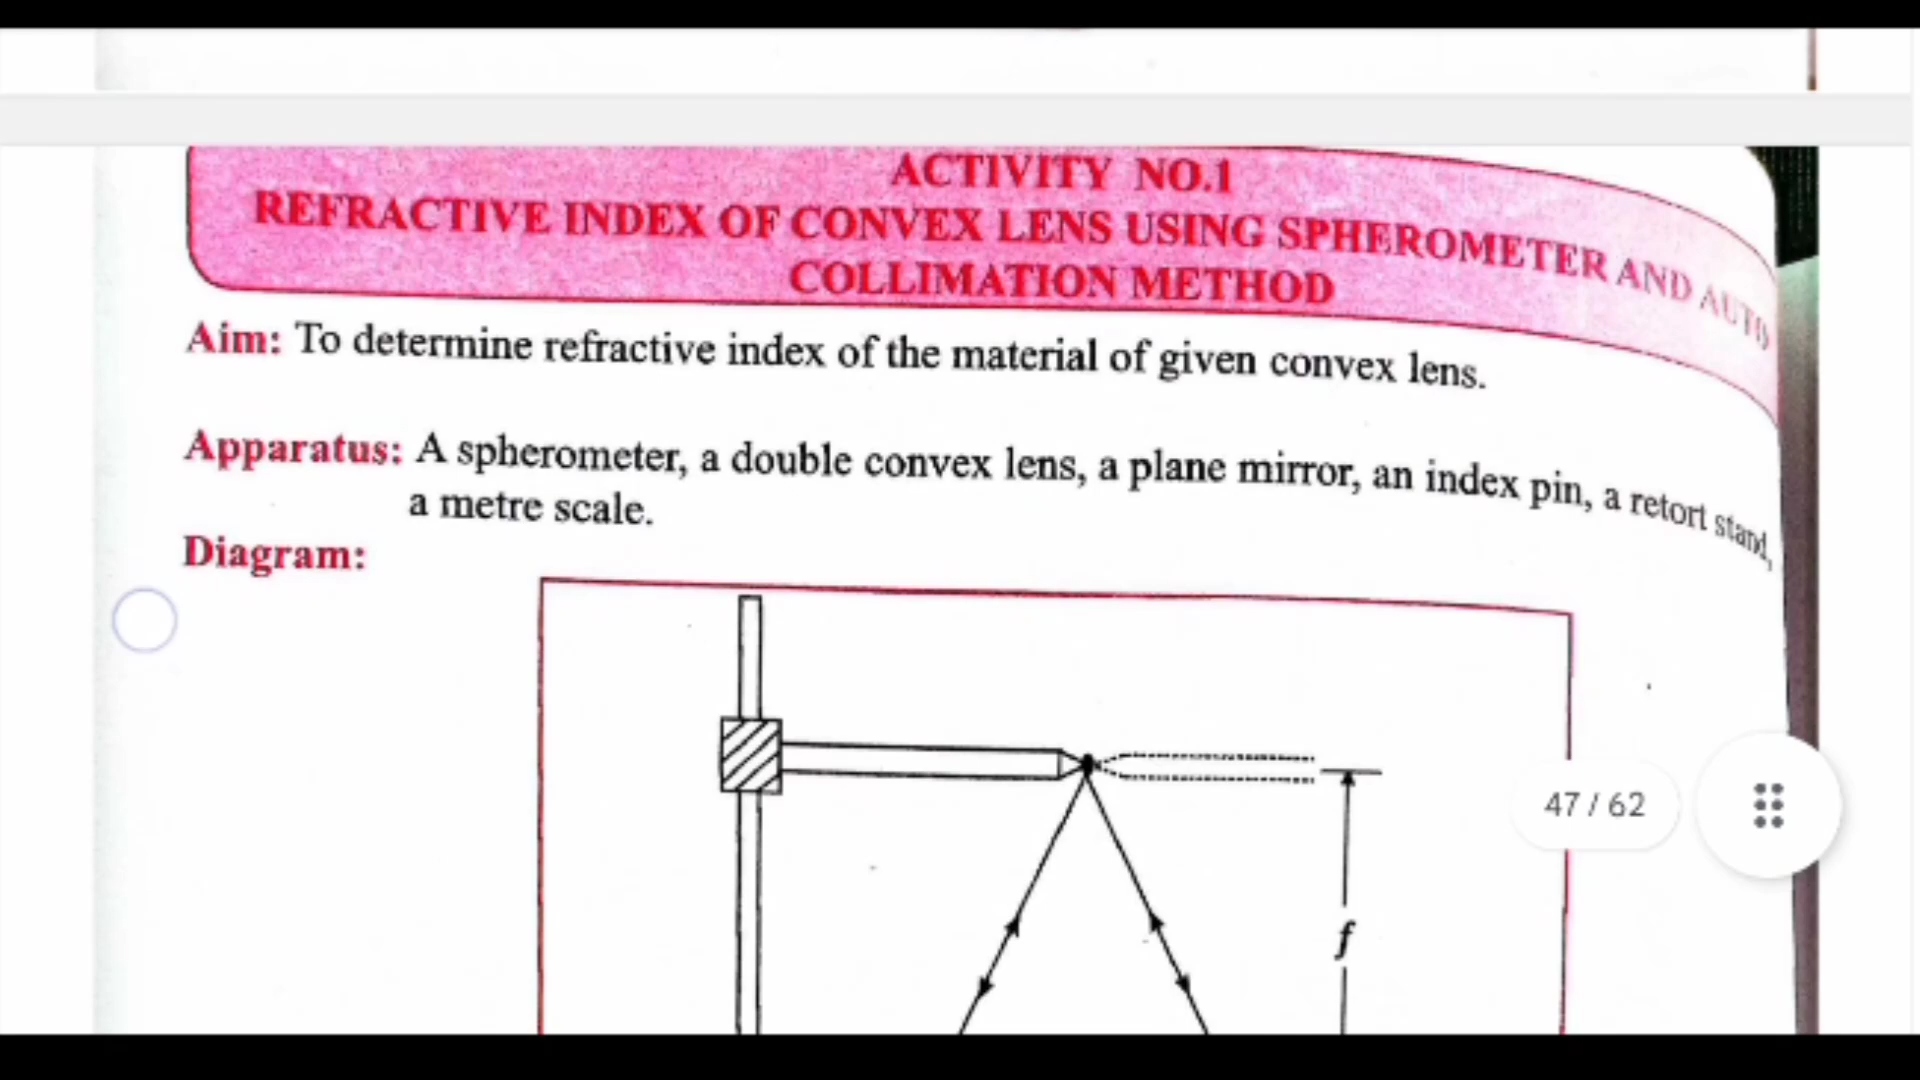 ACTIVITY NO.1
REFRACTIVE INDEX OF CONVEX LENS USING SPHEROMETER AND AUTO
COLLIMATION METHOD
Aim: To determine refractive index of the material of given convex lens.
Apparatus: A spherometer, a double convex lens, a plane mirror, an index pin, a retort stand,
a metre scale.
Diagram:
47 / 62
f